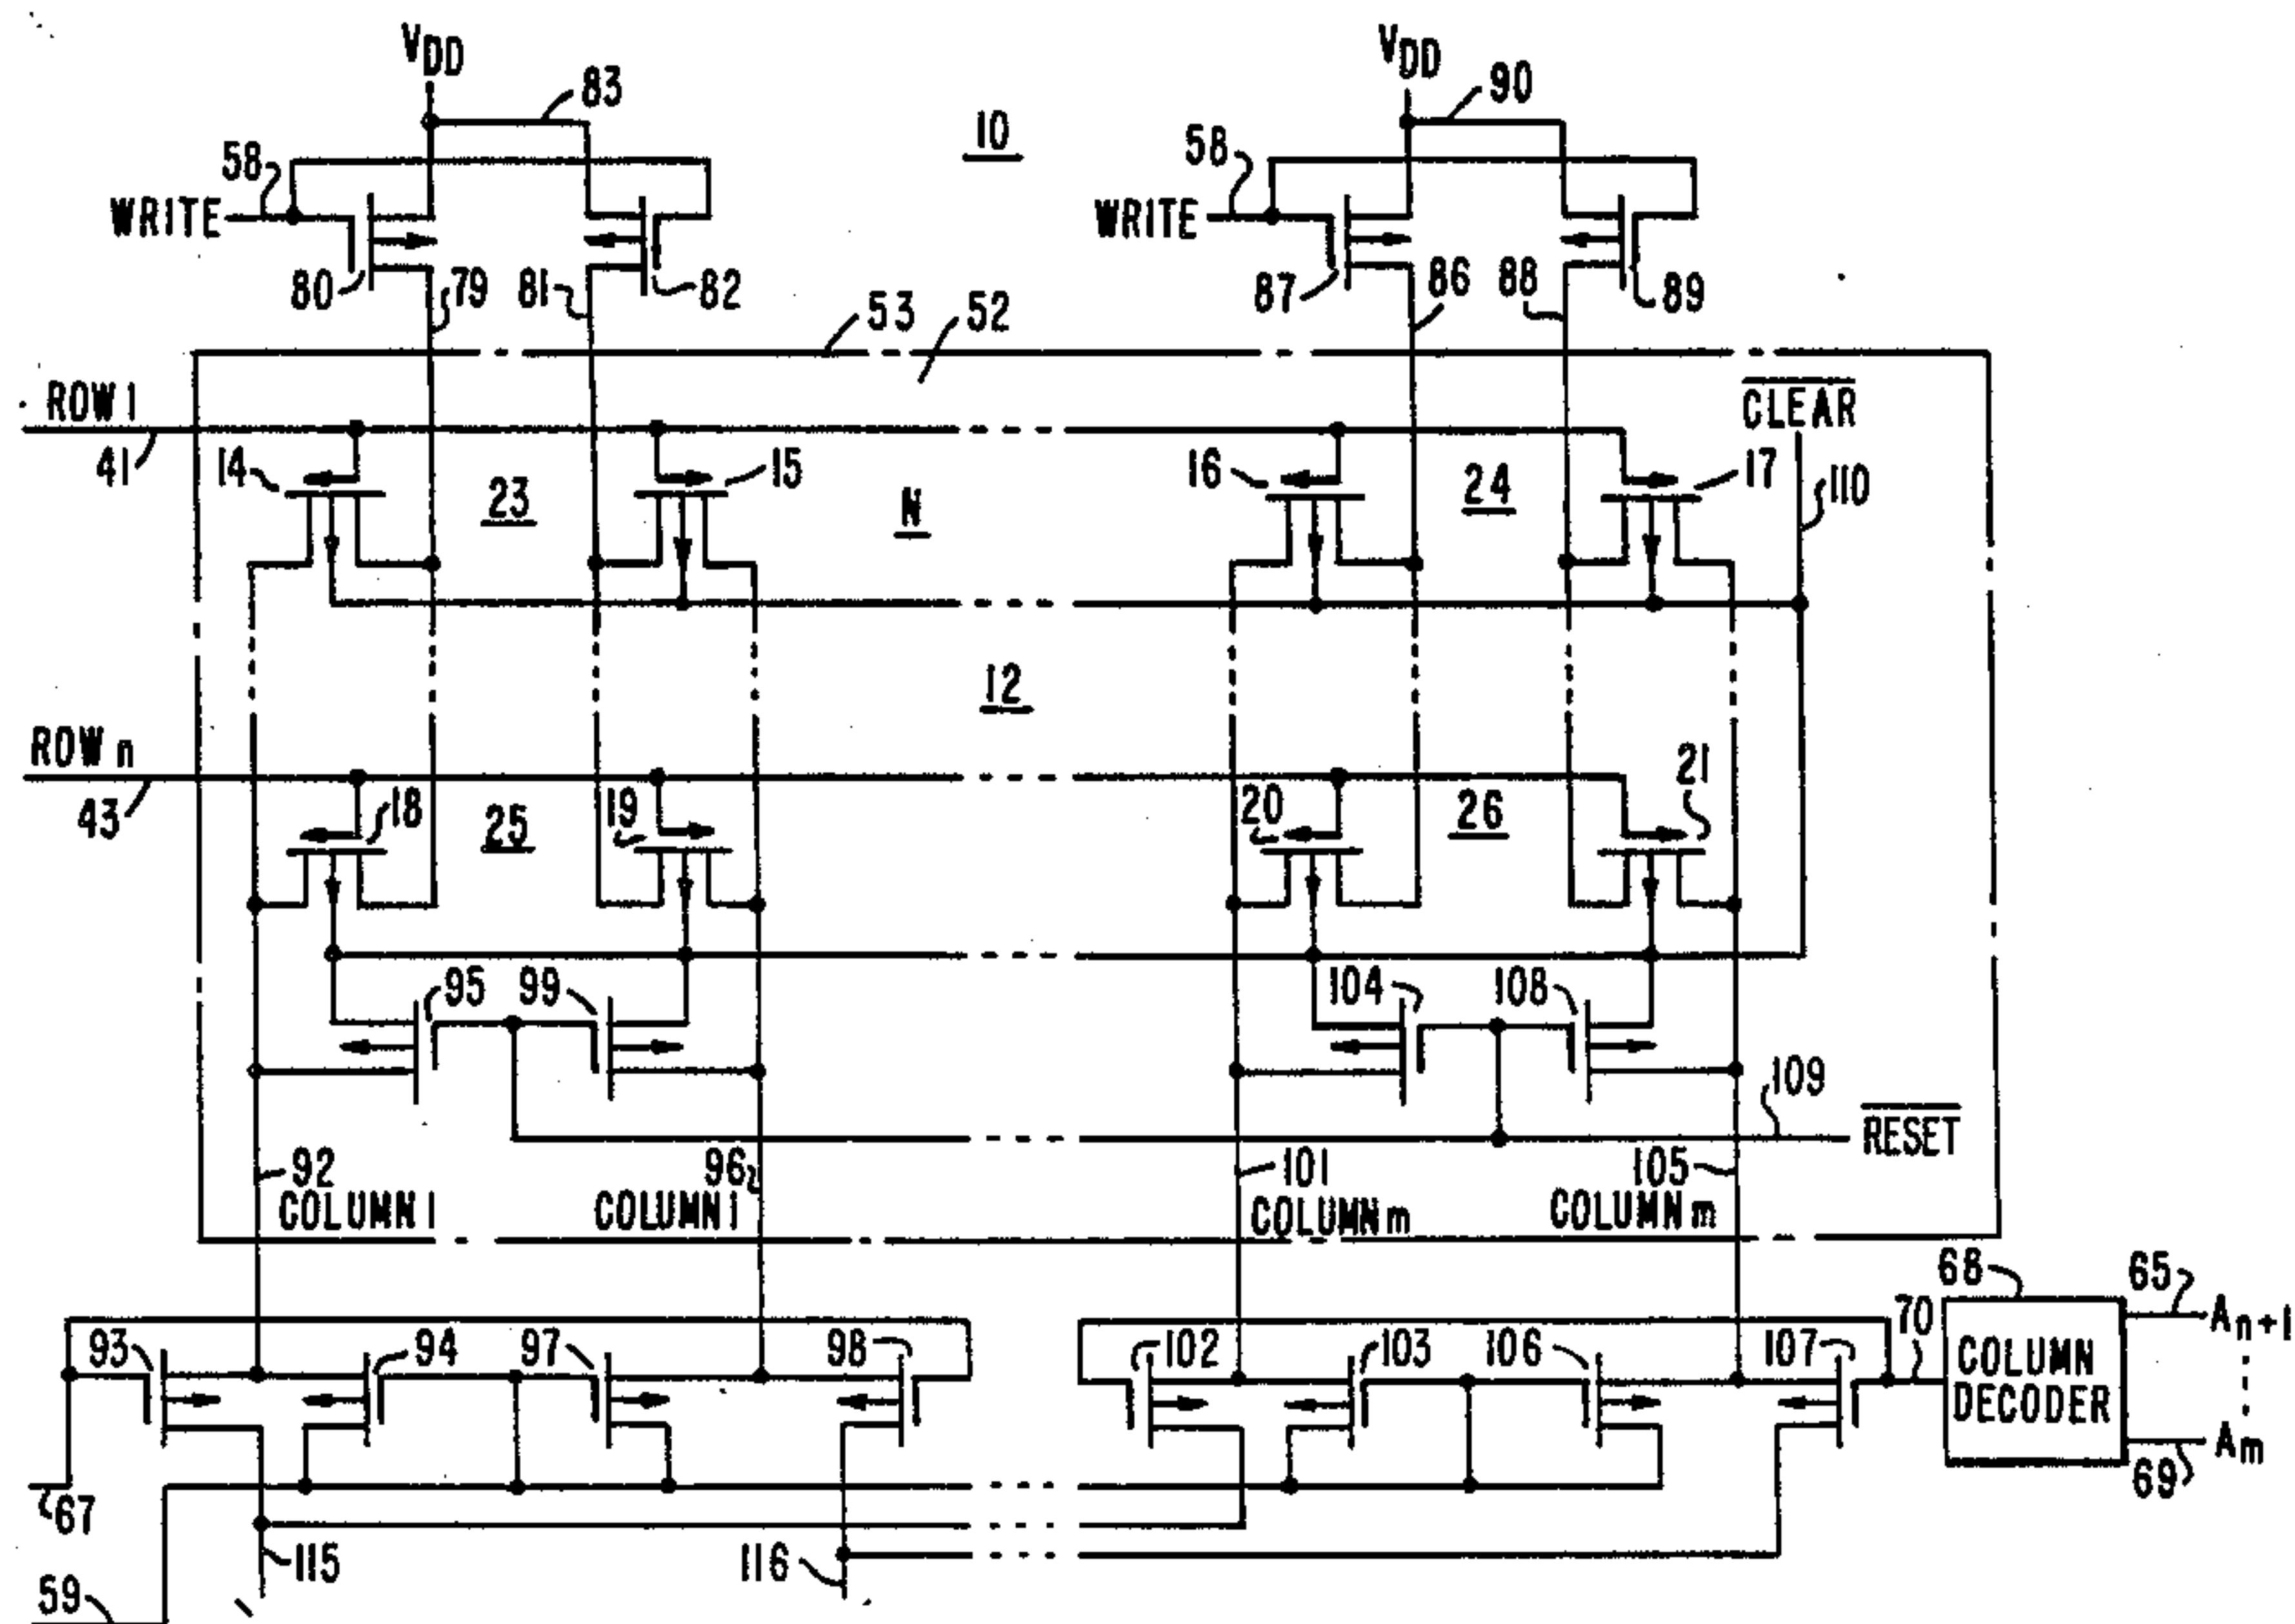 VDD VDD
83 10 90
58 58
WRITE WRITE
80 79 81 82 87 86 88 89
53 52
ROW 1 CLEAR
41 14 23 15 N 16 24 17 110
12
ROW n
43 18 25 19 20 26 21
95 99 104 108
109
RESET
92 96 101 105
COLUMN 1 COLUMN 1 COLUMN m COLUMN m
68 65
93 94 97 98 102 103 106 107 70 COLUMN An+1
DECODER Am
67 69
115 116
59